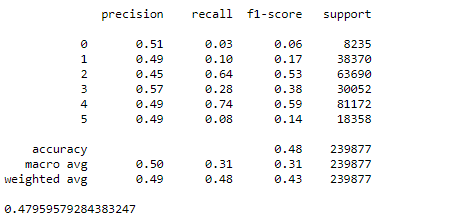 precision recall f1-score support
0 0.51 0.03 0.06 8235
1 0.49 0.10 0.17 38370
2 0.45 0.64 0.53 63690
3 0.57 0.28 0.38 30052
4 0.49 0.74 0.59 81172
5 0.49 0.08 0.14 18358
accuracy 0.48 239877
macro avg 0.50 0.31 0.31 239877
weighted avg 0.49 0.48 0.43 239877
0.47959579284383247